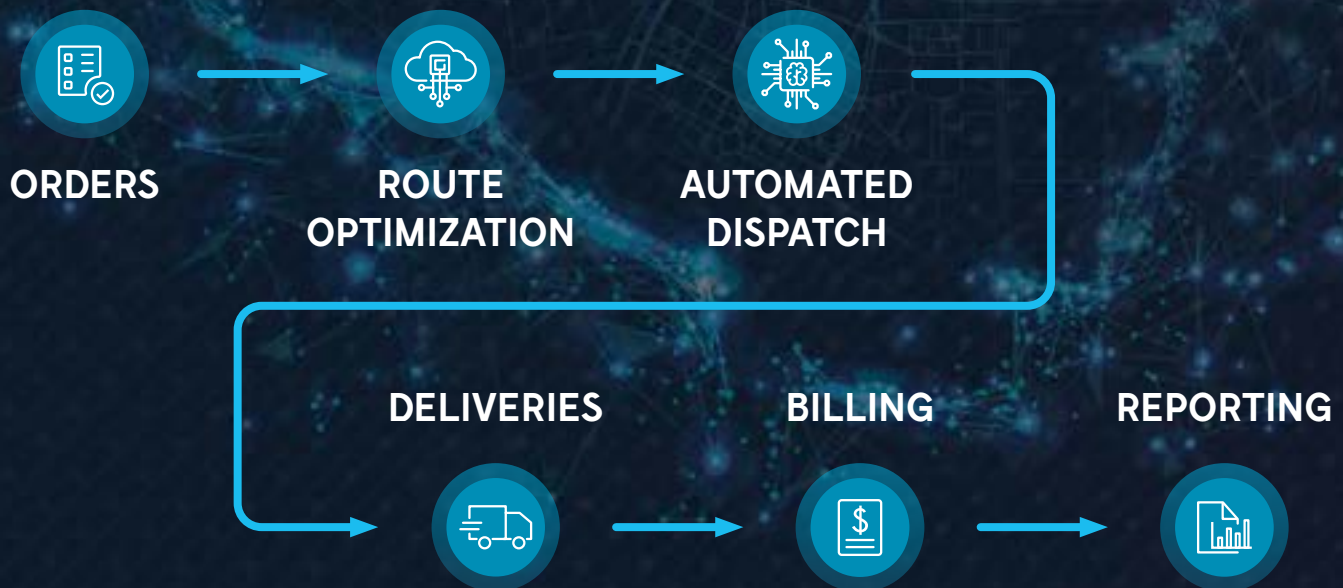 ORDERS
ROUTE
OPTIMIZATION
AUTOMATED
DISPATCH
DELIVERIES
BILLING
REPORTING
$